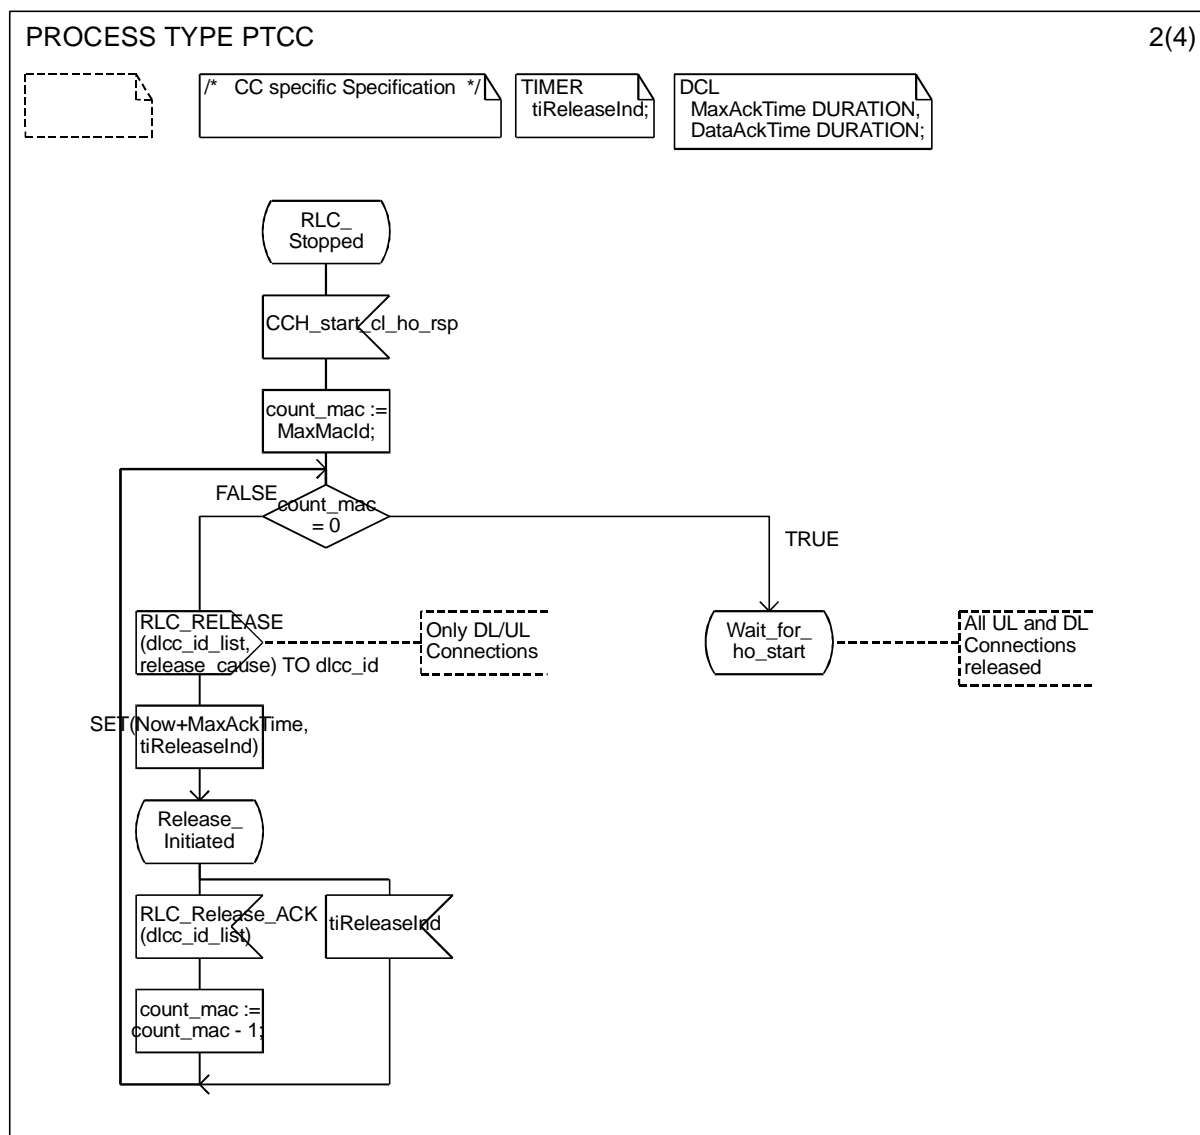 PROCESS TYPE PTCC
2(4)
/* CC specific Specification */
TIMER
tiReleaseInd;
DCL
MaxAckTime DURATION,
DataAckTime DURATION;
RLC_
Stopped
CCH_start_cl_ho_rsp
count_mac :=
MaxMacId;
FALSE
count_mac
= 0
TRUE
RLC_RELEASE
(dlcc_id_list,
release_cause) TO dlcc_id
Only DL/UL
Connections
Wait_for_
ho_start
All UL and DL
Connections
released
SET(Now+MaxAckTime,
tiReleaseInd)
Release_
Initiated
RLC_Release_ACK
(dlcc_id_list)
tiReleaseInd
count_mac :=
count_mac - 1;